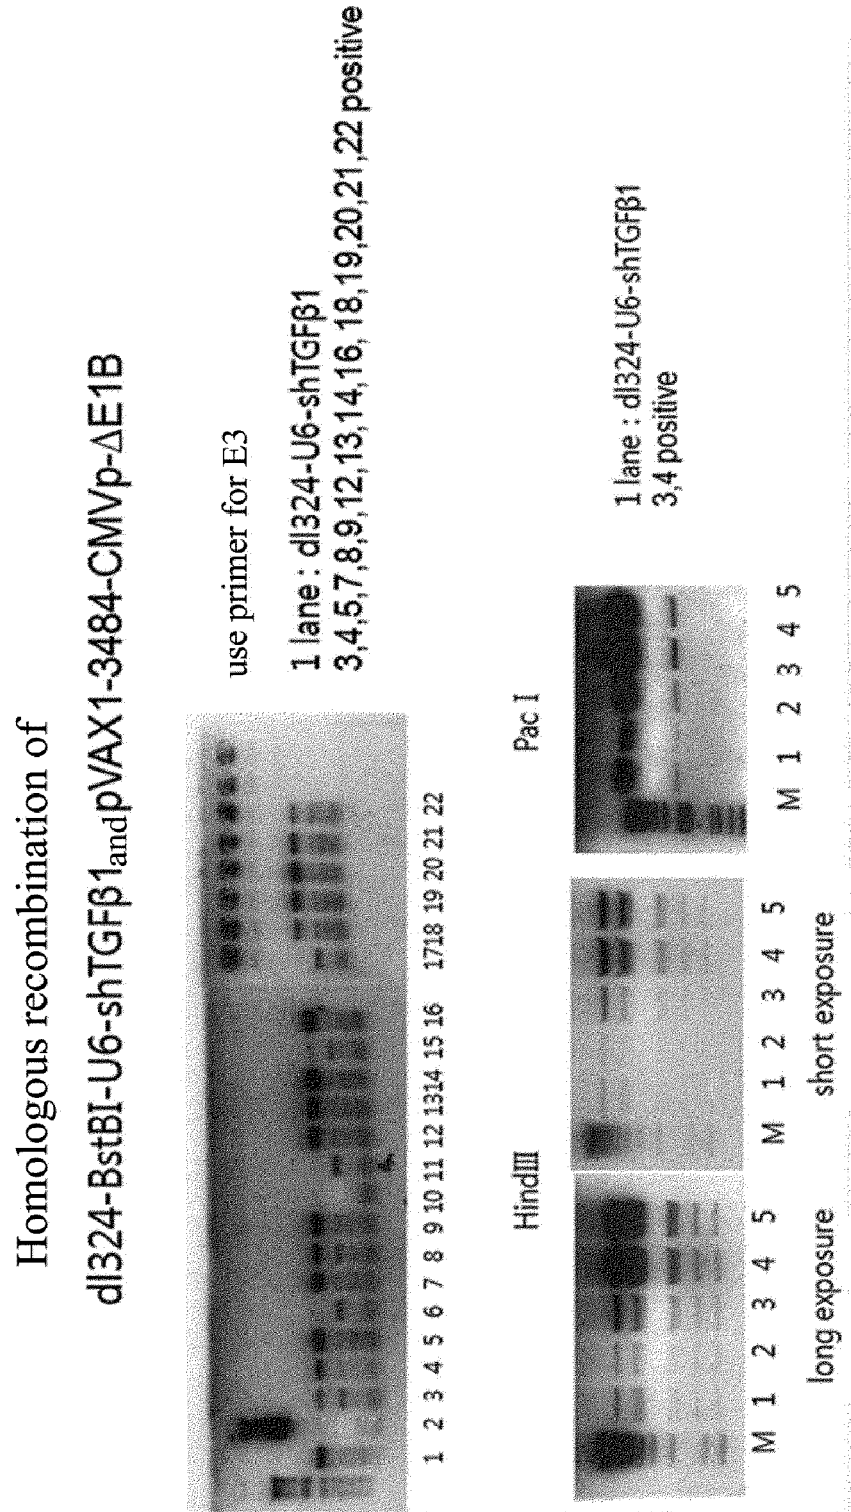 Homologous recombination of
dl324-BstBI-U6-shTGFβ1 and pVAX1-3484-CMVp-ΔE1B
use primer for E3
1 lane : dl324-U6-shTGFβ1
3,4,5,7,8,9,12,13,14,16,18,19,20,21,22 positive
1 2 3 4 5 6 7 8 9 10 11 12 1314 15 16 1718 19 20 21 22
HindⅢ
Pac I
1 lane : dl324-U6-shTGFβ1
3,4 positive
M 1 2 3 4 5
M 1 2 3 4 5
M 1 2 3 4 5
long exposure
short exposure